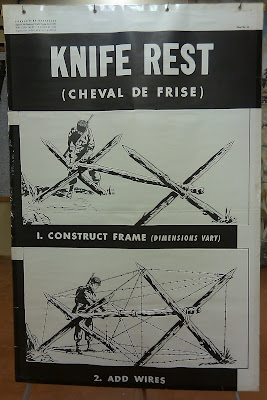 KNIFE REST
(CHEVAL DE FRISE)
1. CONSTRUCT FRAME (DIMENSIONS VARY)
2. ADD WIRES